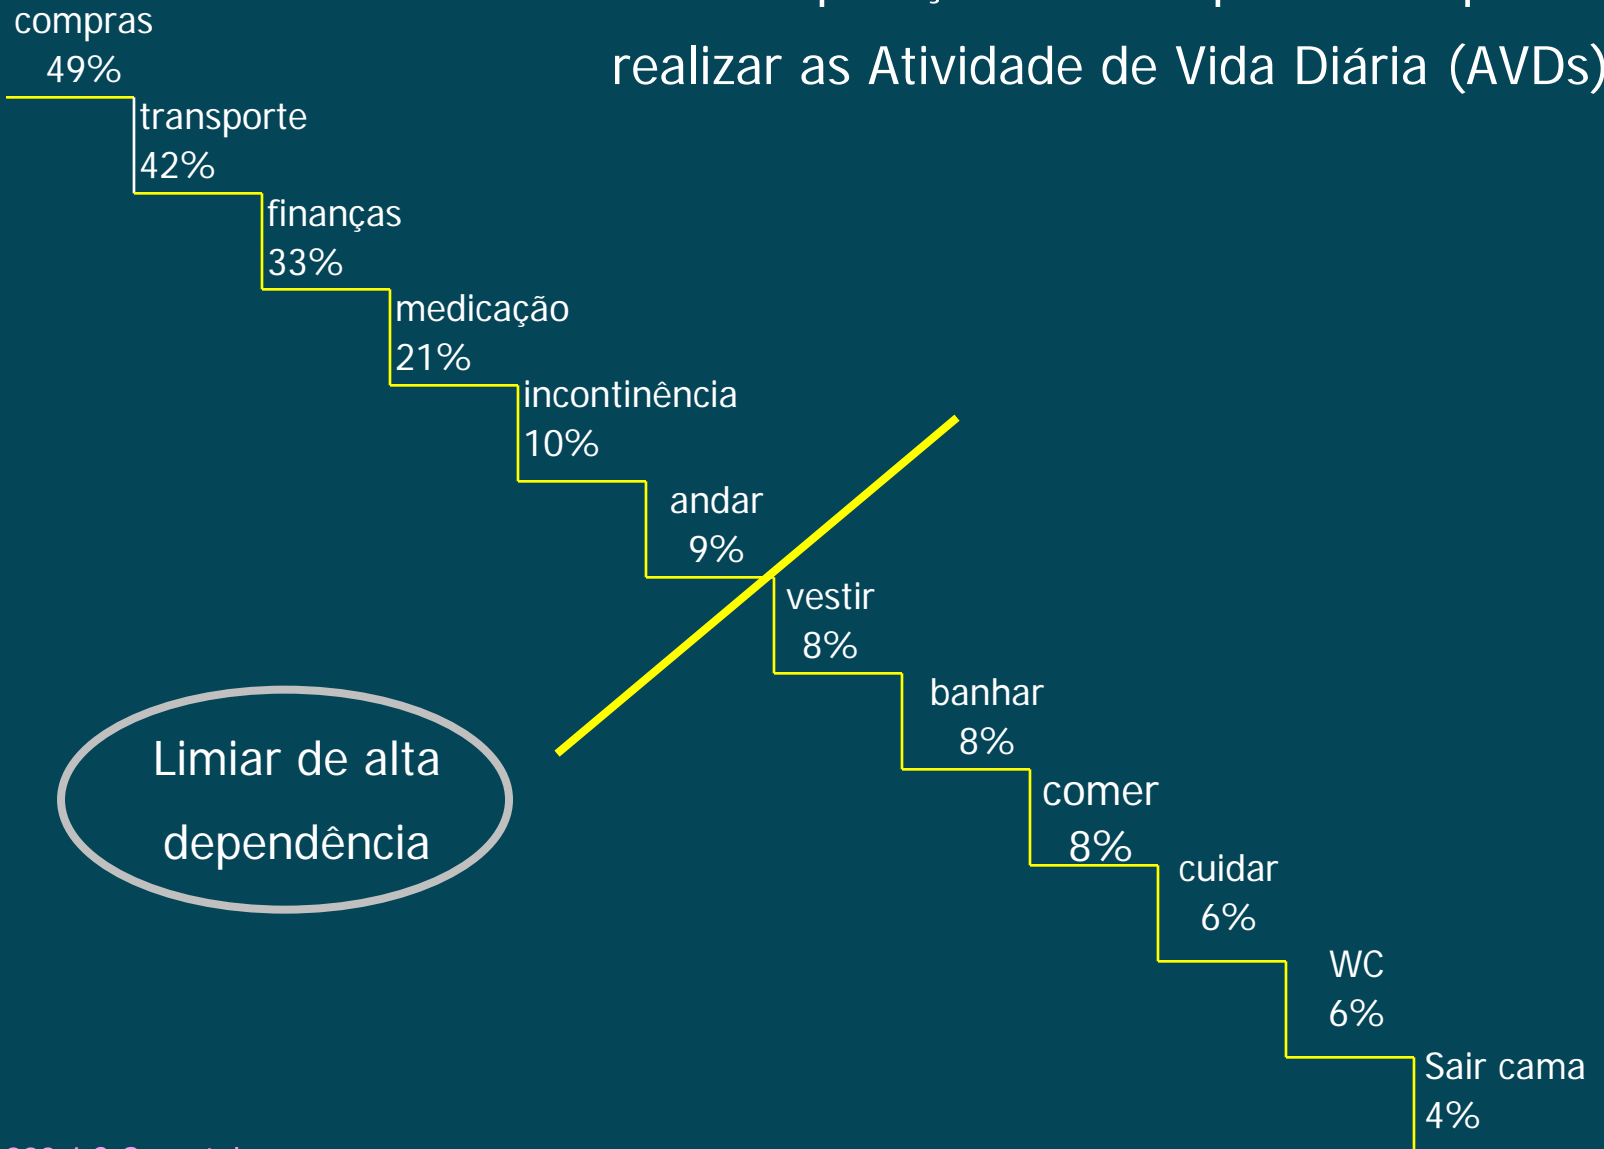 realizar as Atividade de Vida Diária (AVDs)
compras
49%
transporte
42%
finanças
33%
medicação
21%
incontinência
10%
andar
9%
vestir
8%
banhar
8%
comer
8%
cuidar
6%
WC
6%
Sair cama
4%
Limiar de alta
dependência